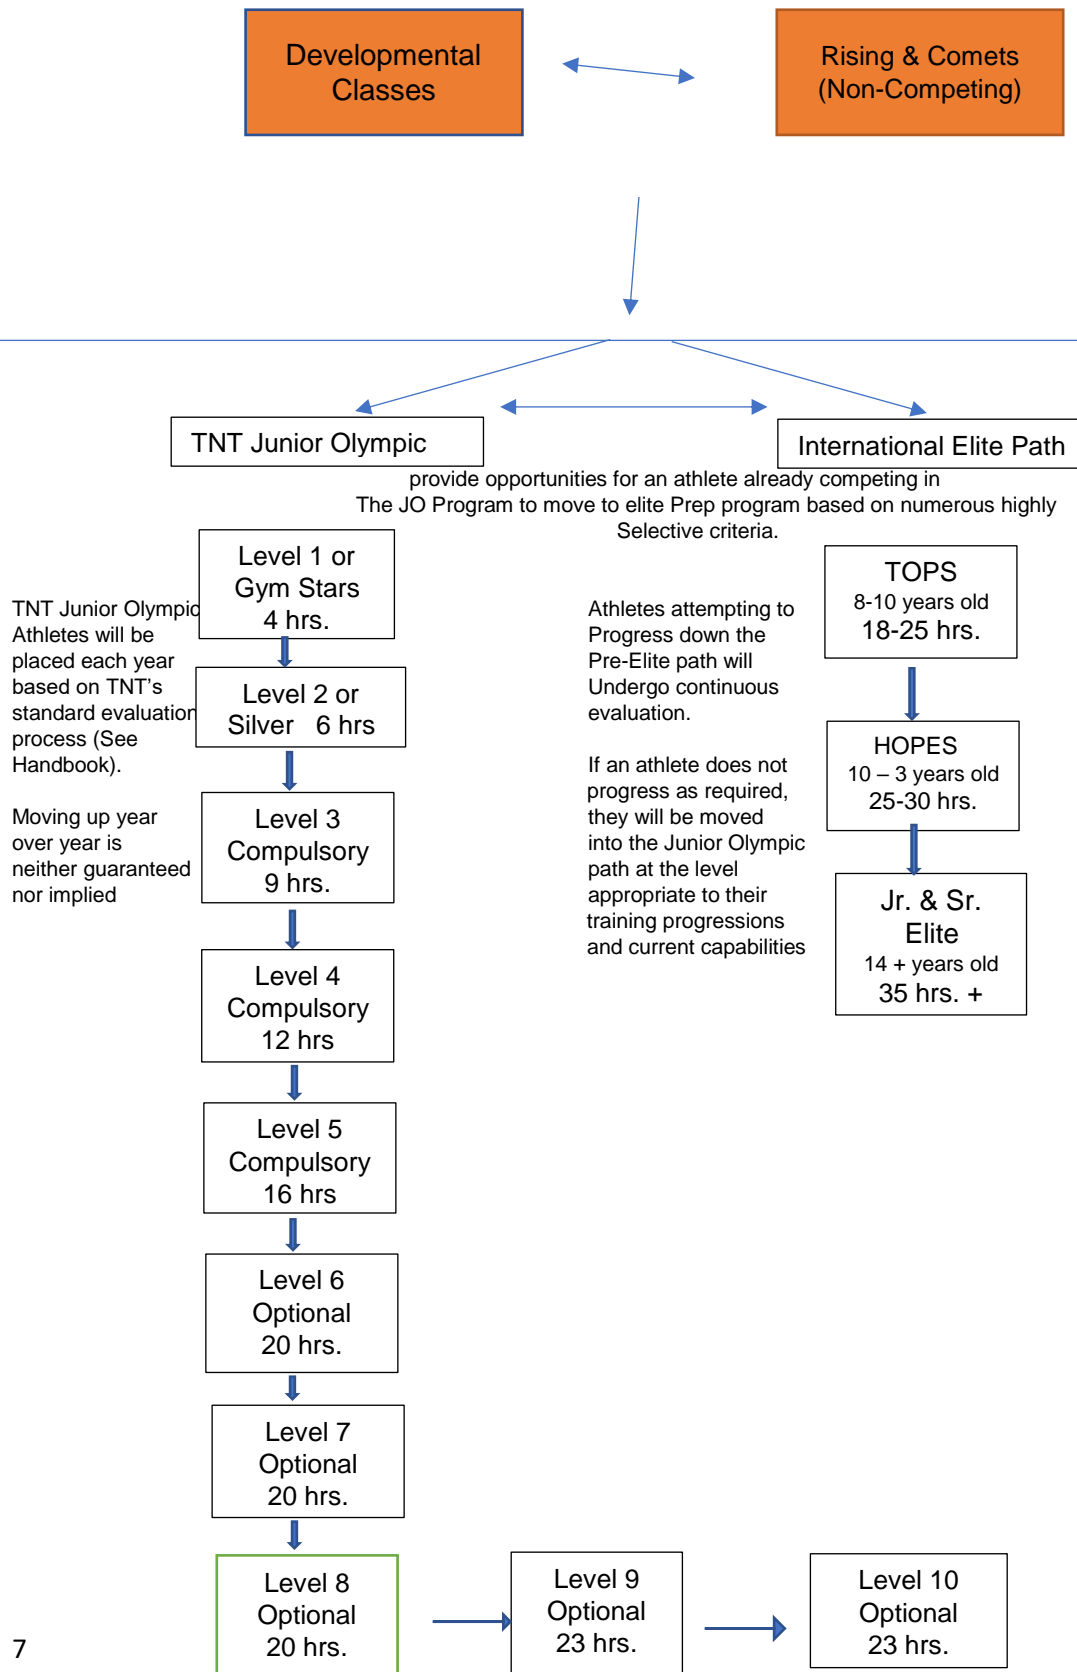 Developmental
Classes
Rising & Comets
(Non-Competing)
TNT Junior Olympic
International Elite Path
provide opportunities for an athlete already competing in
The JO Program to move to elite Prep program based on numerous highly
Selective criteria.
TNT Junior Olympic
Athletes will be
placed each year
based on TNT’s
standard evaluation
process (See
Handbook).
Moving up year
over year is
neither guaranteed
nor implied
Level 1 or
Gym Stars
4 hrs.
Level 2 or
Silver 6 hrs
Level 3
Compulsory
9 hrs.
Level 4
Compulsory
12 hrs
Level 5
Compulsory
16 hrs
Level 6
Optional
20 hrs.
Level 7
Optional
20 hrs.
Level 8
Optional
20 hrs.
Level 9
Optional
23 hrs.
Level 10
Optional
23 hrs.
Athletes attempting to
Progress down the
Pre-Elite path will
Undergo continuous
evaluation.
If an athlete does not
progress as required,
they will be moved
into the Junior Olympic
path at the level
appropriate to their
training progressions
and current capabilities
TOPS
8-10 years old
18-25 hrs.
HOPES
10 – 3 years old
25-30 hrs.
Jr. & Sr.
Elite
14 + years old
35 hrs. +
7